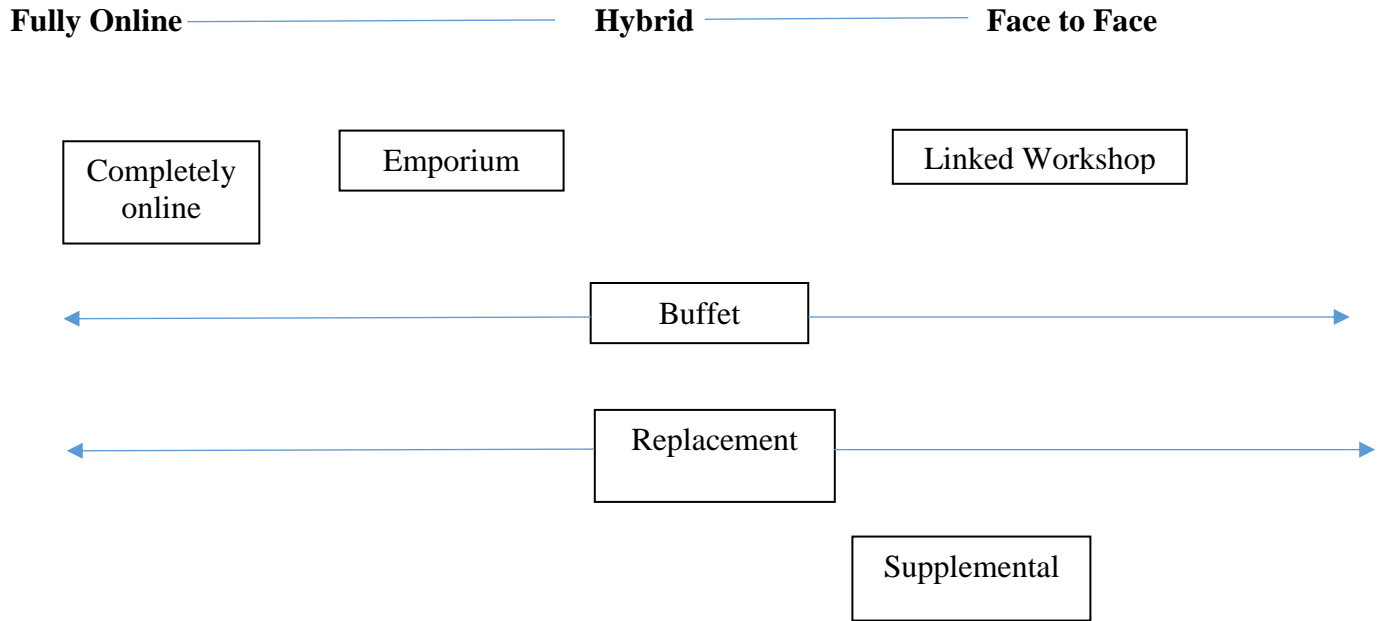 Fully Online Hybrid Face to Face
Completely
online
Emporium
Linked Workshop
Buffet
Replacement
Supplemental